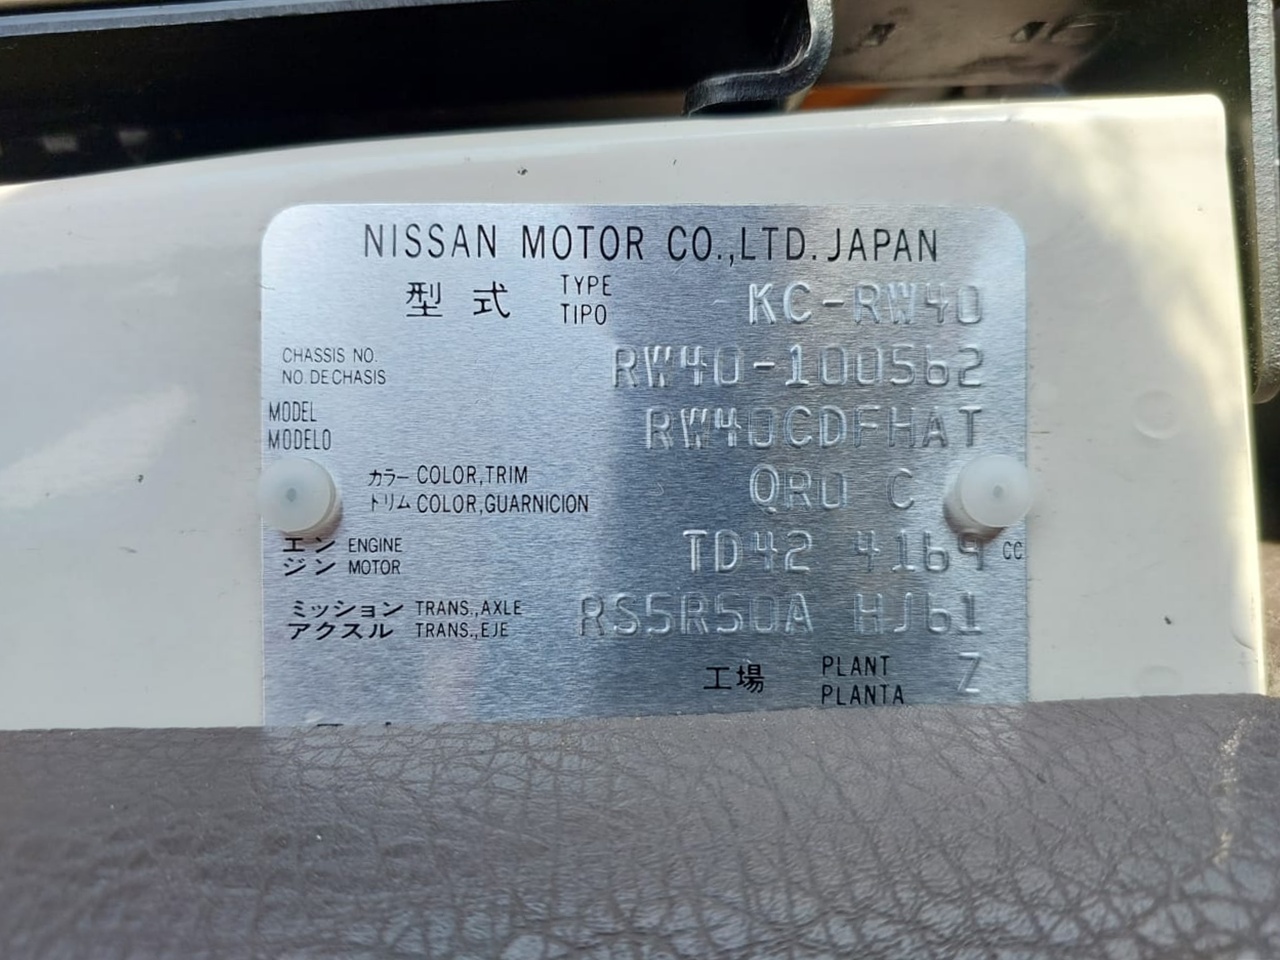 NISSAN MOTOR CO.,LTD. JAPAN
型式 TYPE KC-RW40
TIPO
CHASSIS NO. RW40-100562
NO. DE CHASIS
MODEL RW40CDFHAT
MODELO
カラー COLOR,TRIM QR0 C
トリム COLOR,GUARNICION
エン ENGINE TD42 4169 CC
ジン MOTOR
ミッション TRANS.,AXLE RS5R50A HJ61
アクスル TRANS.,EJE
工場 PLANT Z
PLANTA